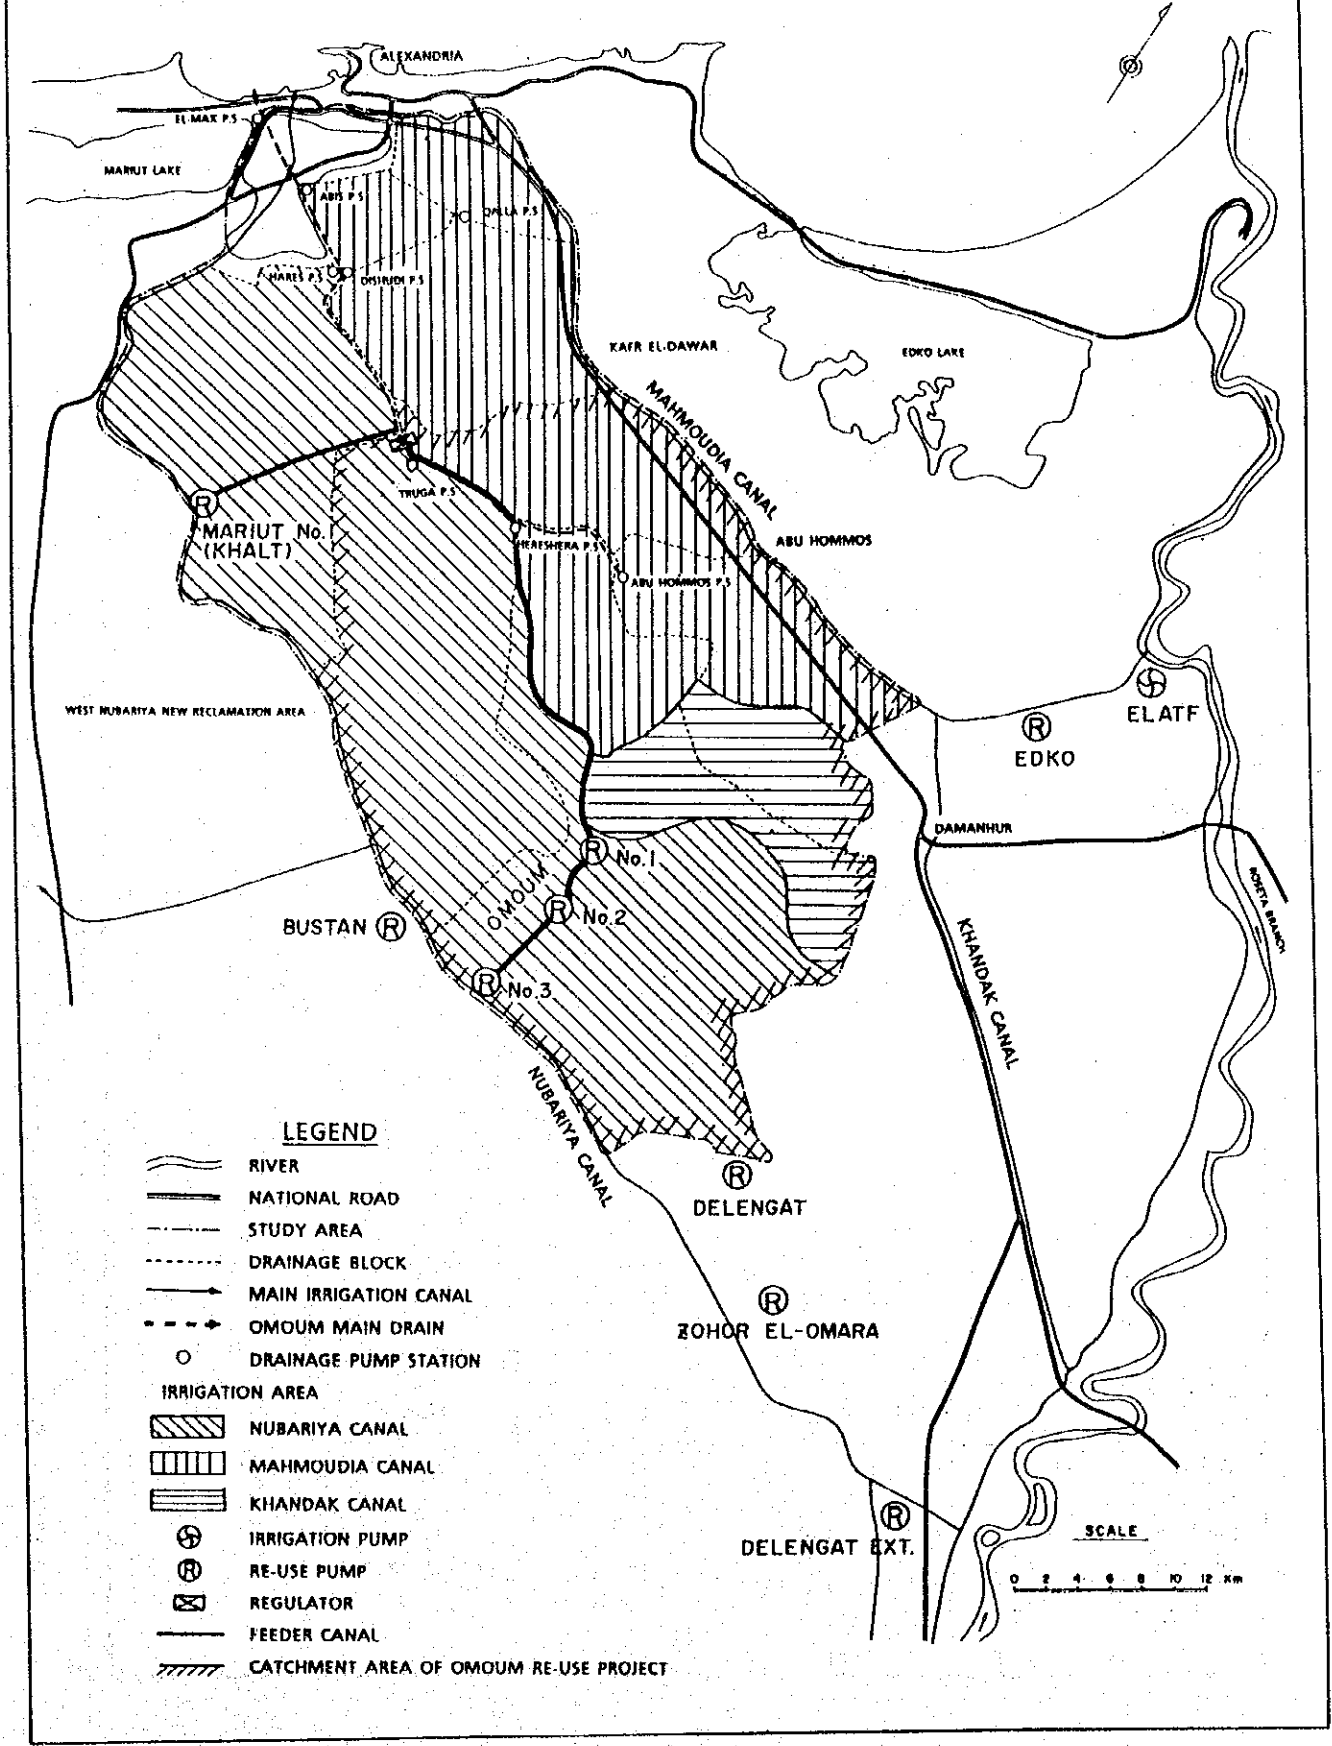 ALEXANDRIA
EL-MAX P.S
MARIUT LAKE
ABIS P.S
QALLA P.S
HARES P.S
DISHUDI P.S
KAFR EL-DAWAR
EDKO LAKE
MAHMOUDIA CANAL
TRUGA P.S
R
MARIUT No.1
(KHALT)
HERESHERA P.S
ABU HOMMOS
ABU HOMMOS P.S
WEST NUBARIYA NEW RECLAMATION AREA
ELATF
R
EDKO
DAMANHUR
R No.1
OMOUM
R No.2
BUSTAN R
R No.3
ROSETA BRANCH
KHANDAK CANAL
NUBARIYA CANAL
R
DELENGAT
R
ZOHOR EL-OMARA
R
DELENGAT EXT.
LEGEND
RIVER
NATIONAL ROAD
STUDY AREA
DRAINAGE BLOCK
MAIN IRRIGATION CANAL
OMOUM MAIN DRAIN
DRAINAGE PUMP STATION
IRRIGATION AREA
NUBARIYA CANAL
MAHMOUDIA CANAL
KHANDAK CANAL
IRRIGATION PUMP
R RE-USE PUMP
REGULATOR
FEEDER CANAL
CATCHMENT AREA OF OMOUM RE-USE PROJECT
SCALE
0 2 4 6 8 10 12 Km